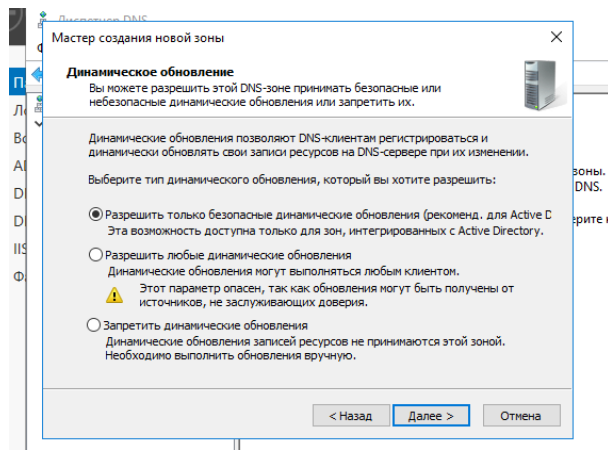 Диспетчер DNS
Мастер создания новой зоны
Динамическое обновление
Вы можете разрешить этой DNS-зоне принимать безопасные или
небезопасные динамические обновления или запретить их.
Динамические обновления позволяют DNS-клиентам регистрироваться и
динамически обновлять свои записи ресурсов на DNS-сервере при их изменении.
Выберите тип динамического обновления, который вы хотите разрешить:
Разрешить только безопасные динамические обновления (рекоменд. для Active D
Эта возможность доступна только для зон, интегрированных с Active Directory.
Разрешить любые динамические обновления
Динамические обновления могут выполняться любым клиентом.
Этот параметр опасен, так как обновления могут быть получены от
источников, не заслуживающих доверия.
Запретить динамические обновления
Динамические обновления записей ресурсов не принимаются этой зоной.
Необходимо выполнить обновления вручную.
< Назад
Далее >
Отмена
зоны.
DNS.
IIS